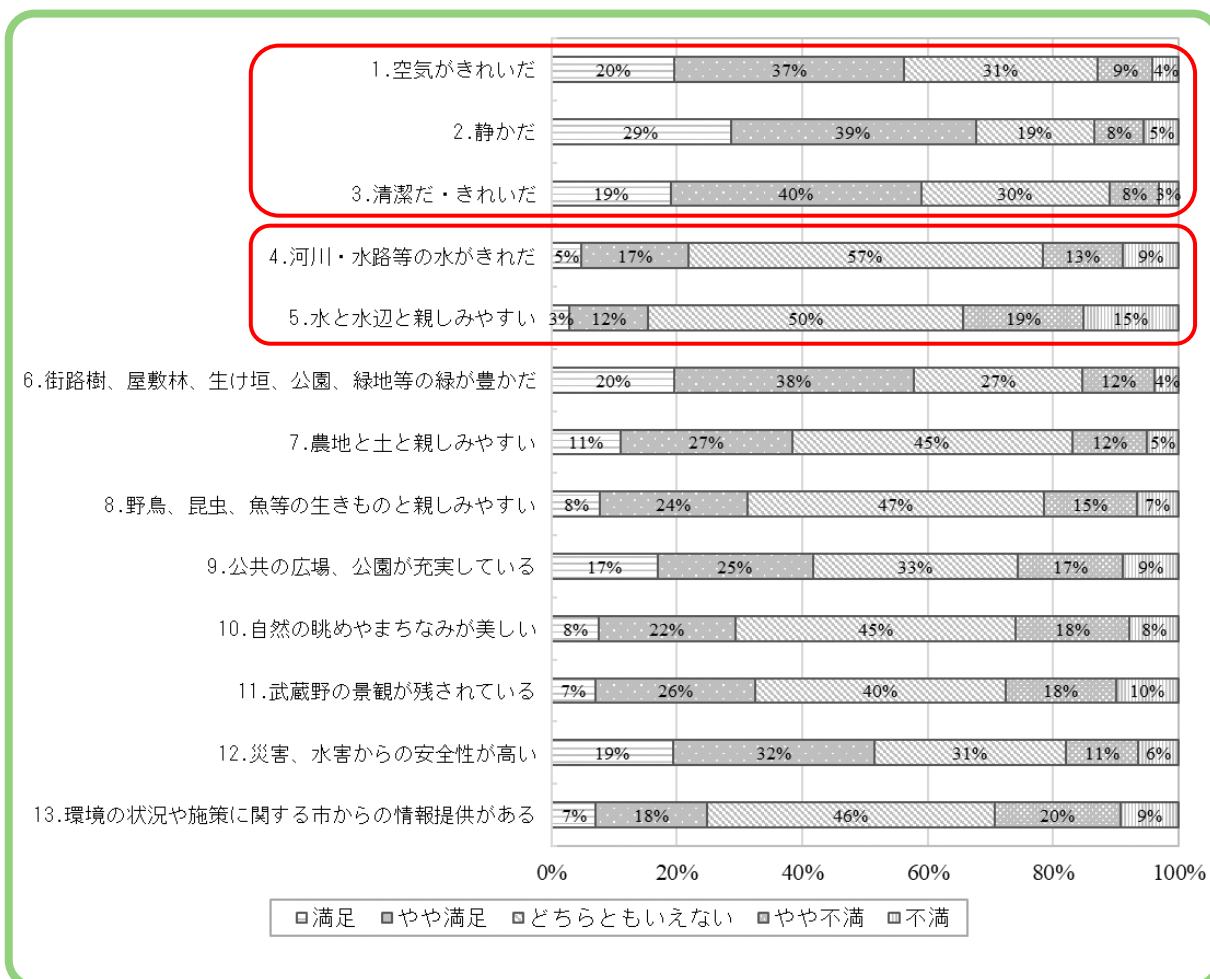 1.空気がきれいだ 20% 37% 31% 9% 4%
2.静かだ 29% 39% 19% 8% 5%
3.清潔だ・きれいだ 19% 40% 30% 8% 3%
4.河川・水路等の水がきれだ 5% 17% 57% 13% 9%
5.水と水辺と親しみやすい 3% 12% 50% 19% 15%
6.街路樹、屋敷林、生け垣、公園、緑地等の緑が豊かだ 20% 38% 27% 12% 4%
7.農地と土と親しみやすい 11% 27% 45% 12% 5%
8.野鳥、昆虫、魚等の生きものと親しみやすい 8% 24% 47% 15% 7%
9.公共の広場、公園が充実している 17% 25% 33% 17% 9%
10.自然の眺めやまちなみが美しい 8% 22% 45% 18% 8%
11.武蔵野の景観が残されている 7% 26% 40% 18% 10%
12.災害、水害からの安全性が高い 19% 32% 31% 11% 6%
13.環境の状況や施策に関する市からの情報提供がある 7% 18% 46% 20% 9%
0% 20% 40% 60% 80% 100%
満足 やや満足 どちらともいえない やや不満 不満